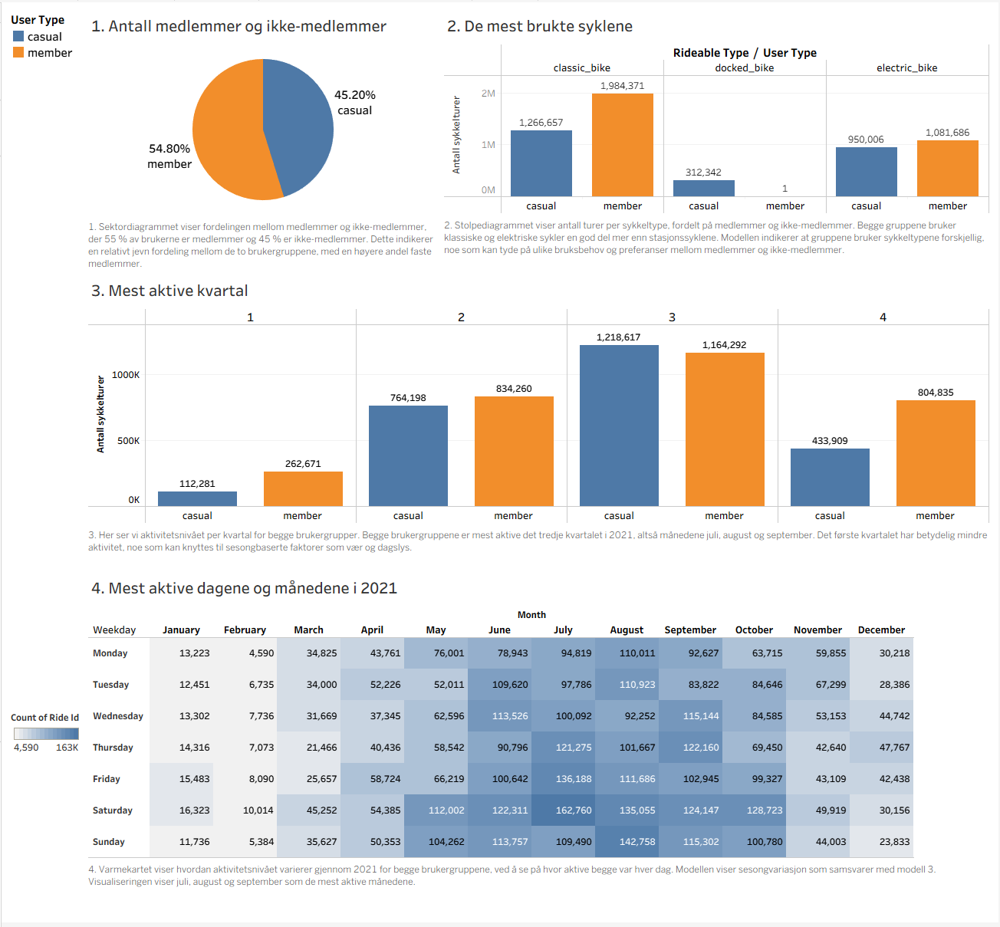 User Type
casual
member
1. Antall medlemmer og ikke-medlemmer
45.20%
casual
54.80%
member
1. Sektordiagrammet viser fordelingen mellom medlemmer og ikke-medlemmer,
der 55 % av brukerne er medlemmer og 45 % er ikke-medlemmer. Dette indikerer
en relativt jevn fordeling mellom de to brukergruppene, med en høyere andel faste
medlemmer.
2. De mest brukte syklene
Rideable Type / User Type
classic_bike docked_bike electric_bike
Antall sykkelturer
2M
1M
0M
1,266,657 1,984,371 312,342 1 950,006 1,081,686
casual member casual member casual member
2. Stolpediagrammet viser antall turer per sykkeltype, fordelt på medlemmer og ikke-medlemmer. Begge gruppene bruker
klassiske og elektriske sykler en god del mer enn stasjonssyklene. Modellen indikerer at gruppene bruker sykkeltypene forskjellig,
noe som kan tyde på ulike bruksbehov og preferanser mellom medlemmer og ikke-medlemmer.
3. Mest aktive kvartal
1 2 3 4
Antall sykkelturer
1000K
500K
0K
112,281 262,671 764,198 834,260 1,218,617 1,164,292 433,909 804,835
casual member casual member casual member casual member
3. Her ser vi aktivitetsnivået per kvartal for begge brukergrupper. Begge brukergruppene er mest aktive det tredje kvartalet i 2021, altså månedene juli, august og september. Det første kvartalet har betydelig mindre
aktivitet, noe som kan knyttes til sesongbaserte faktorer som vær og dagslys.
4. Mest aktive dagene og månedene i 2021
Month
Weekday January February March April May June July August September October November December
Monday 13,223 4,590 34,825 43,761 76,001 78,943 94,819 110,011 92,627 63,715 59,855 30,218
Tuesday 12,451 6,735 34,000 52,226 52,011 109,620 97,786 110,923 83,822 84,646 67,299 28,386
Wednesday 13,302 7,736 31,669 37,345 62,596 113,526 100,092 92,252 115,144 84,585 53,153 44,742
Thursday 14,316 7,073 21,466 40,436 58,542 90,796 121,275 101,667 122,160 69,450 42,640 47,767
Friday 15,483 8,090 25,657 58,724 66,219 100,642 136,188 111,686 102,945 99,327 43,109 42,438
Saturday 16,323 10,014 45,252 54,385 112,002 122,311 162,760 135,055 124,147 128,723 49,919 30,156
Sunday 11,736 5,384 35,627 50,353 104,262 113,757 109,490 142,758 115,302 100,780 44,003 23,833
Count of Ride Id
4,590 163K
4. Varmekartet viser hvordan aktivitetsnivået varierer gjennom 2021 for begge brukergruppene, ved å se på hvor aktive begge var hver dag. Modellen viser sesongvariasjon som samsvarer med modell 3.
Visualiseringen viser juli, august og september som de mest aktive månedene.